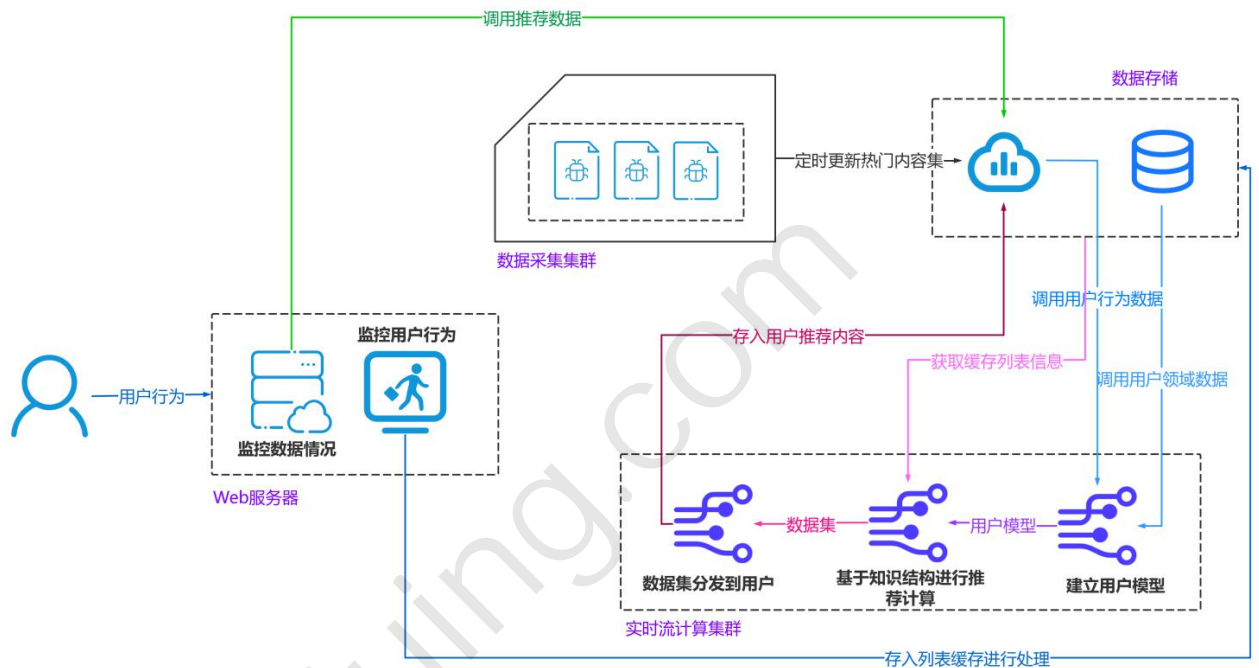 调用推荐数据
数据存储
定时更新热门内容集
数据采集集群
调用用户行为数据
监控用户行为
存入用户推荐内容
获取缓存列表信息
调用用户领域数据
用户行为
监控数据情况
Web服务器
数据集
用户模型
数据集分发到用户
基于知识结构进行推
荐计算
建立用户模型
实时流计算集群
存入列表缓存进行处理
ing.com